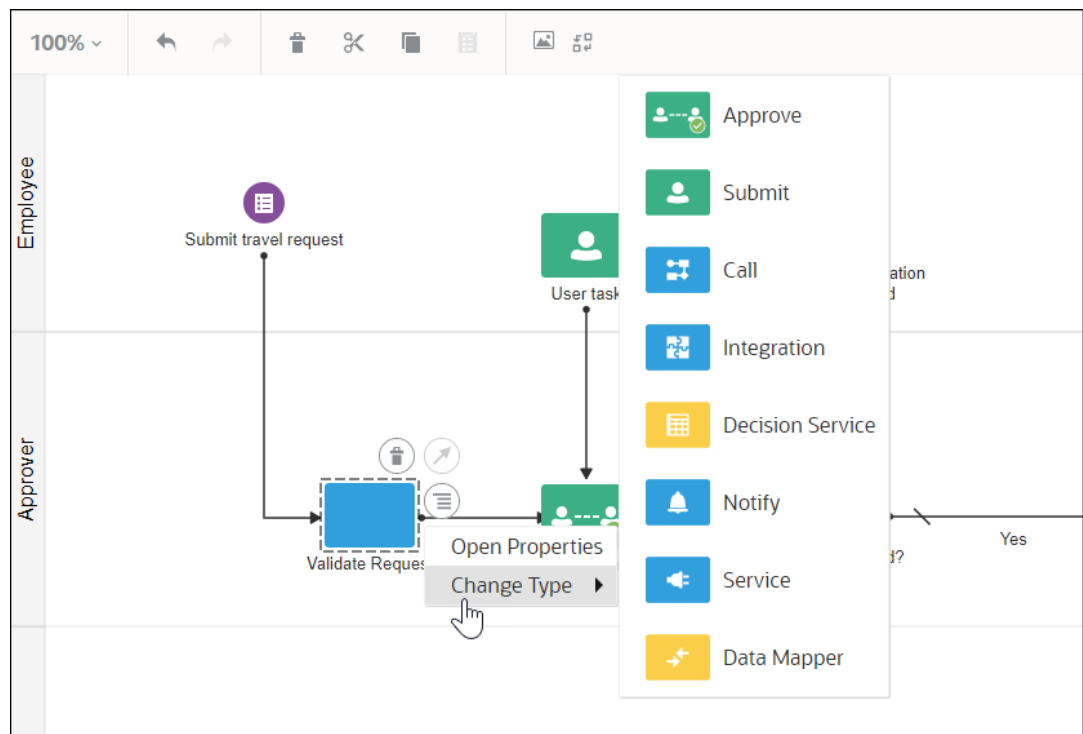 100%
Employee
Submit travel request
User task
Approver
Validate Reques
Open Properties
Change Type
Approve
Submit
Call
Integration
Decision Service
Notify
Service
Data Mapper
ation
d?
Yes